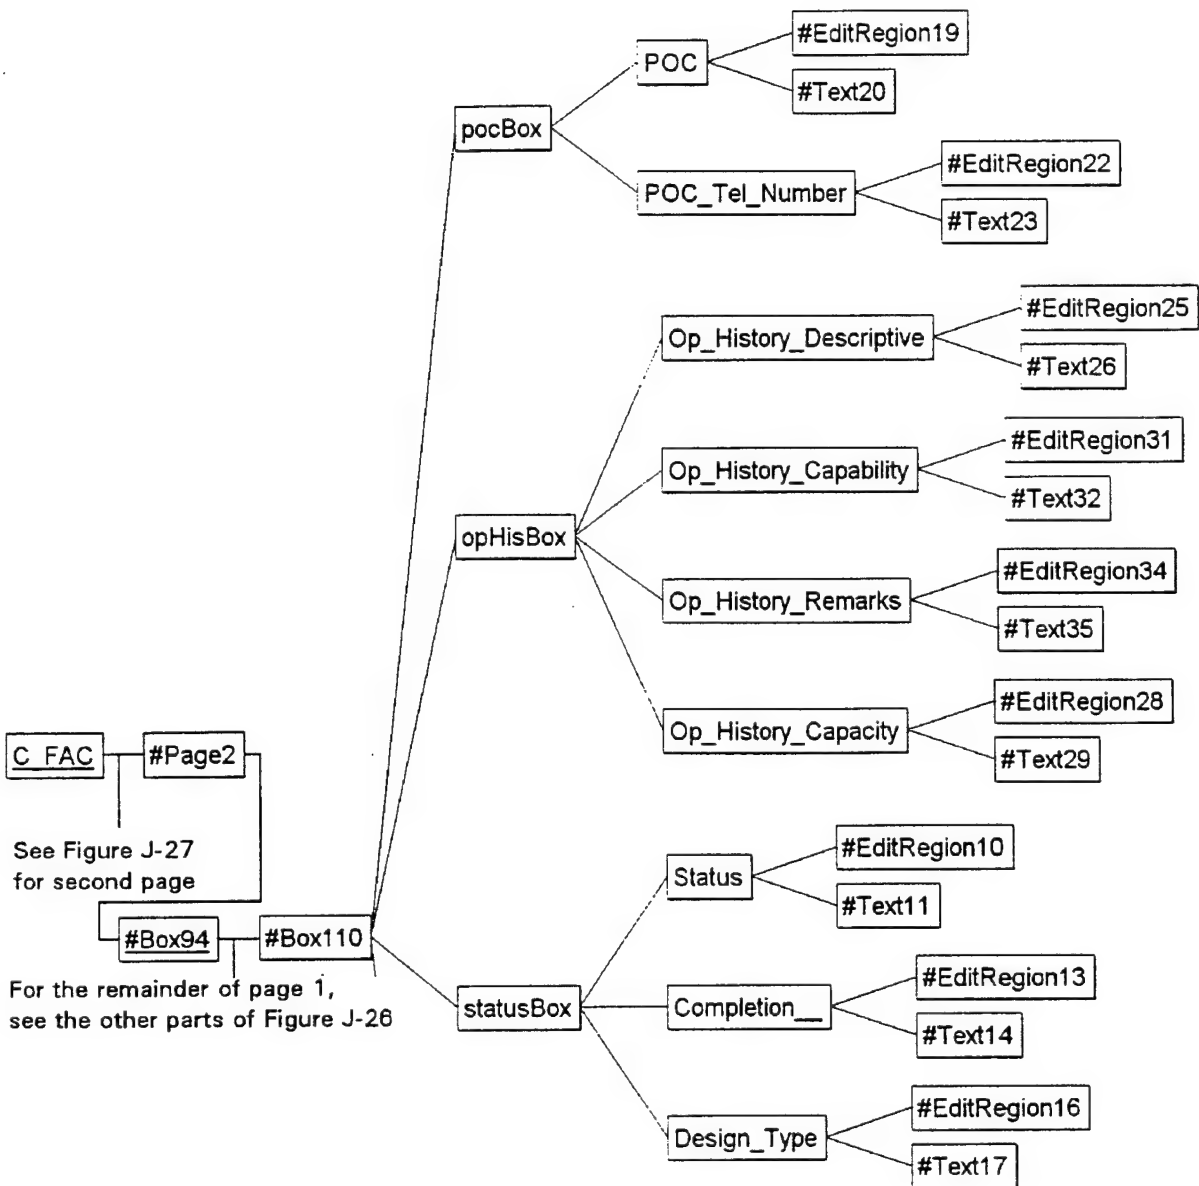 #EditRegion19
POC
#Text20
pocBox
#EditRegion22
POC_Tel_Number
#Text23
#EditRegion25
Op_History_Descriptive
#Text26
#EditRegion31
Op_History_Capability
#Text32
opHisBox
#EditRegion34
Op_History_Remarks
#Text35
#EditRegion28
Op_History_Capacity
#Text29
C_FAC
#Page2
See Figure J-27
for second page
#EditRegion10
Status
#Text11
#Box94
#Box110
For the remainder of page 1,
see the other parts of Figure J-26
statusBox
#EditRegion13
Completion__
#Text14
#EditRegion16
Design_Type
#Text17